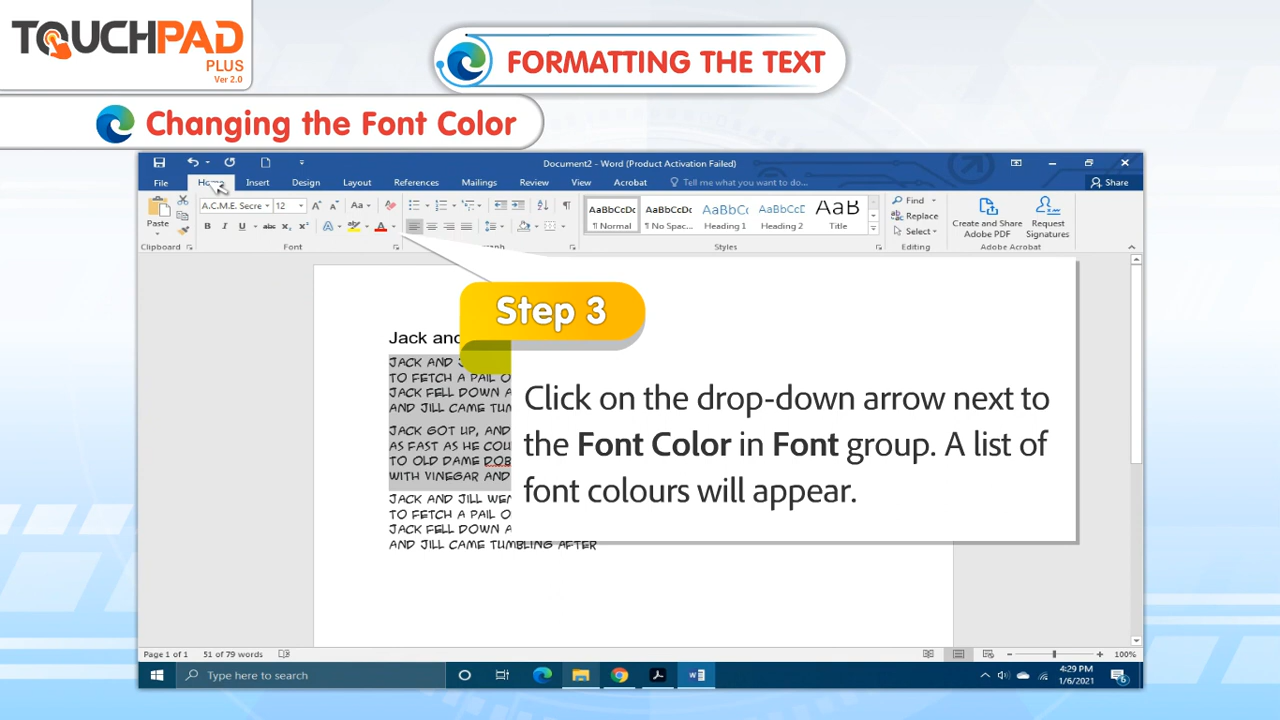 TOUCHPAD
PLUS
Ver 2.0
FORMATTING THE TEXT
Changing the Font Color
Document2 - Word (Product Activation Failed)
File
Insert
Design
Layout
References
Mailings
Review
View
Acrobat
Tell me what you want to do...
Share
A.C.M.E. Secre
12
Paste
Clipboard
Font
AaBbCcDc
¶ Normal
AaBbCcDc
¶ No Spac...
AaBbCc
Heading 1
AaBbCcD
Heading 2
AaB
Title
Styles
Find
Replace
Select
Editing
Create and Share
Adobe PDF
Request
Signatures
Adobe Acrobat
Step 3
Click on the drop-down arrow next to
the Font Color in Font group. A list of
font colours will appear.
Jack and
JACK AND
TO FETCH A PAIL
JACK FELL DOWN
AND JILL CAME
JACK GOT UP, AND
AS FAST AS HE
TO OLD DAME
WITH VINEGAR AND
JACK AND JILL
TO FETCH A PAIL
JACK FELL DOWN
AND JILL CAME TUMBLING AFTER
Page 1 of 1
51 of 79 words
100%
Type here to search
4:29 PM
1/6/2021